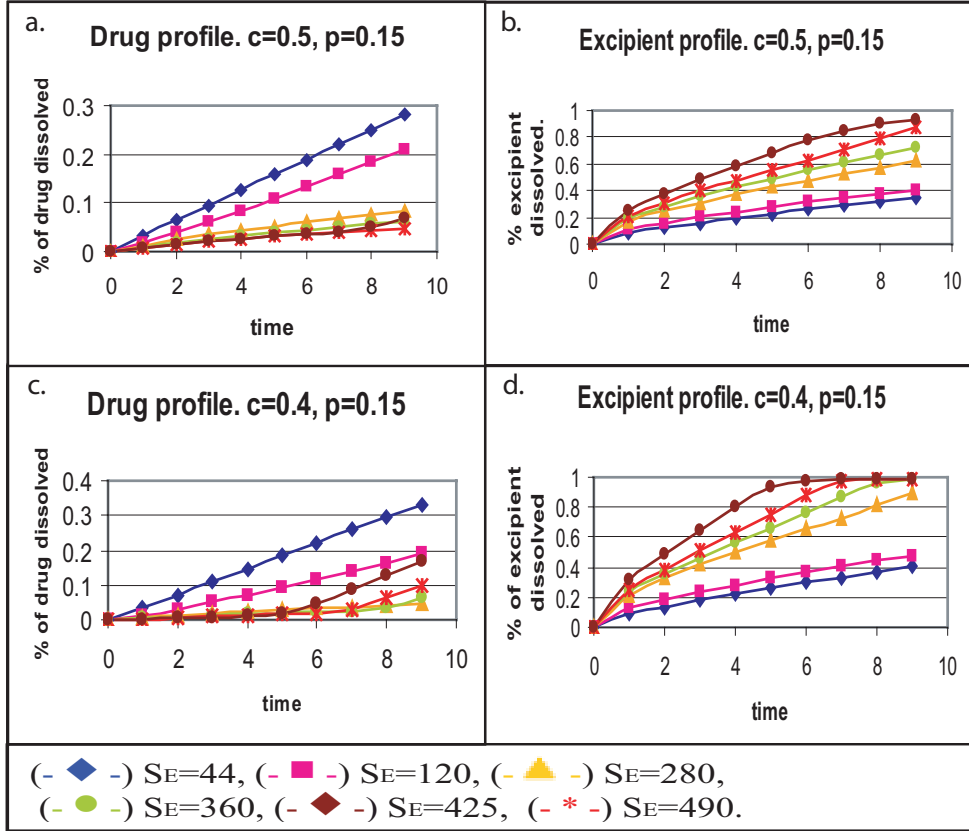 a.
Drug profile. c=0.5, p=0.15
% of drug dissolved
0.3
0.2
0.1
0
0 2 4 6 8 10
time
b.
Excipient profile. c=0.5, p=0.15
% excipient
dissolved.
1
0.8
0.6
0.4
0.2
0
0 2 4 6 8 10
time
c.
Drug profile. c=0.4, p=0.15
% of drug dissolved
0.4
0.3
0.2
0.1
0
0 2 4 6 8 10
time
d.
Excipient profile. c=0.4, p=0.15
% of excipient
dissolved
1
0.8
0.6
0.4
0.2
0
0 2 4 6 8 10
time
(- -) SE=44, (- -) SE=120, (- -) SE=280,
(- -) SE=360, (- -) SE=425, (- * -) SE=490.